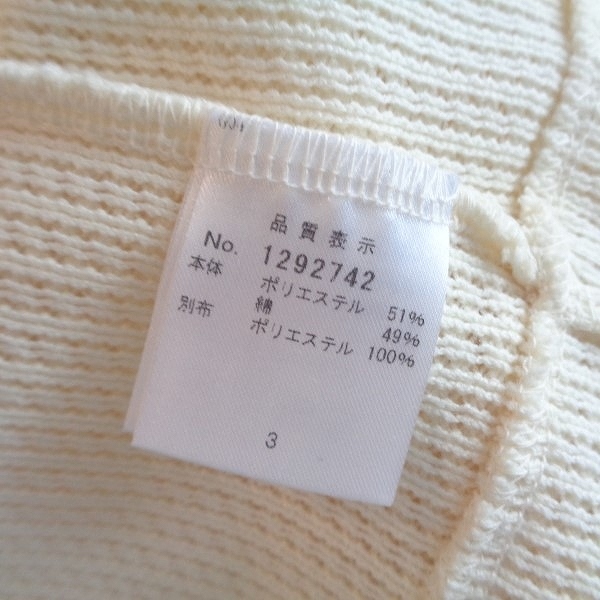 品質表示
No. 1292742
本体 ポリエステル 51%
綿 49%
別布 ポリエステル 100%
3